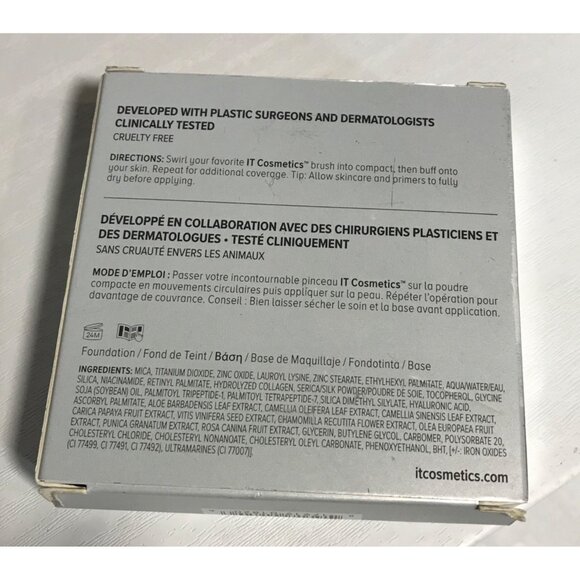 DEVELOPED WITH PLASTIC SURGEONS AND DERMATOLOGISTS
CLINICALLY TESTED
CRUELTY FREE
DIRECTIONS: Swirl your favorite IT Cosmetics™ brush into compact, then buff onto
your skin. Repeat for additional coverage. Tip: Allow skincare and primers to fully
dry before applying.
DÉVELOPPÉ EN COLLABORATION AVEC DES CHIRURGIENS PLASTICIENS ET
DES DERMATOLOGUES • TESTÉ CLINIQUEMENT
SANS CRUAUTÉ ENVERS LES ANIMAUX
MODE D'EMPLOI : Passer votre incontournable pinceau IT Cosmetics™ sur la poudre
compacte en mouvements circulaires puis appliquer sur la peau. Répéter l'opération pour
davantage de couvrance. Conseil : Bien laisser sécher le soin et la base avant application.
24M
Foundation / Fond de Teint / Βάση / Base de Maquillaje / Fondotinta / Base
INGREDIENTS: MICA, TITANIUM DIOXIDE, ZINC OXIDE, LAUROYL LYSINE, ZINC STEARATE, ETHYLHEXYL PALMITATE, AQUA/WATER/EAU,
SILICA, NIACINAMIDE, RETINYL PALMITATE, HYDROLYZED COLLAGEN, SERICA/SILK POWDER/POUDRE DE SOIE, TOCOPHEROL, GLYCINE
SOJA (SOYBEAN) OIL, PALMITOYL TRIPEPTIDE-1, PALMITOYL TETRAPEPTIDE-7, SILICA DIMETHYL SILYLATE, HYALURONIC ACID,
ASCORBYL PALMITATE, ALOE BARBADENSIS LEAF EXTRACT, CAMELLIA OLEIFERA LEAF EXTRACT, CAMELLIA SINENSIS LEAF EXTRACT,
CARICA PAPAYA FRUIT EXTRACT, VITIS VINIFERA SEED EXTRACT, CHAMOMILLA RECUTITA FLOWER EXTRACT, OLEA EUROPAEA FRUIT
EXTRACT, PUNICA GRANATUM EXTRACT, ROSA CANINA FRUIT EXTRACT, GLYCERIN, BUTYLENE GLYCOL, CARBOMER, POLYSORBATE 20,
CHOLESTERYL CHLORIDE, CHOLESTERYL NONANOATE, CHOLESTERYL OLEYL CARBONATE, PHENOXYETHANOL, BHT, [+/- IRON OXIDES
(CI 77499, CI 77491, CI 77492), ULTRAMARINES (CI 77007)].
itcosmetics.com